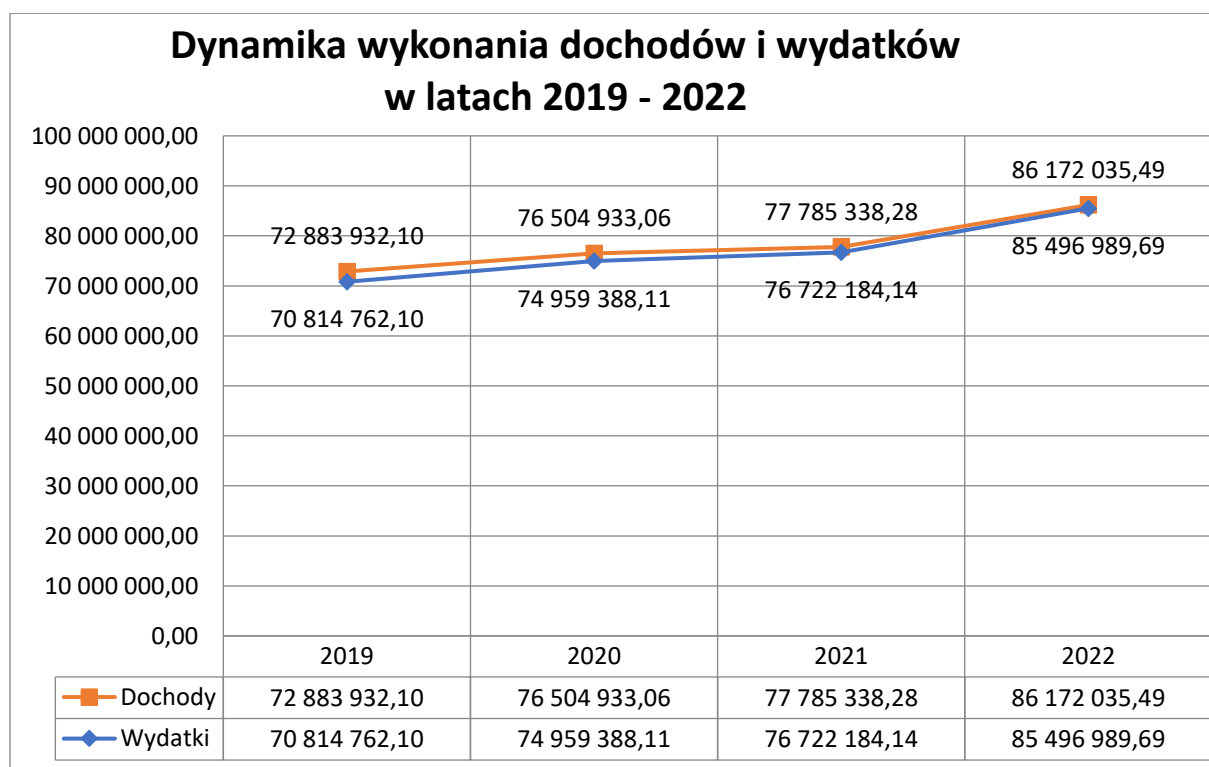 Dynamika wykonania dochodów i wydatków
w latach 2019 - 2022
100 000 000,00
90 000 000,00
80 000 000,00
70 000 000,00
60 000 000,00
50 000 000,00
40 000 000,00
30 000 000,00
20 000 000,00
10 000 000,00
0,00
72 883 932,10
76 504 933,06
77 785 338,28
86 172 035,49
70 814 762,10
74 959 388,11
76 722 184,14
85 496 989,69
2019 2020 2021 2022
Dochody 72 883 932,10 76 504 933,06 77 785 338,28 86 172 035,49
Wydatki 70 814 762,10 74 959 388,11 76 722 184,14 85 496 989,69